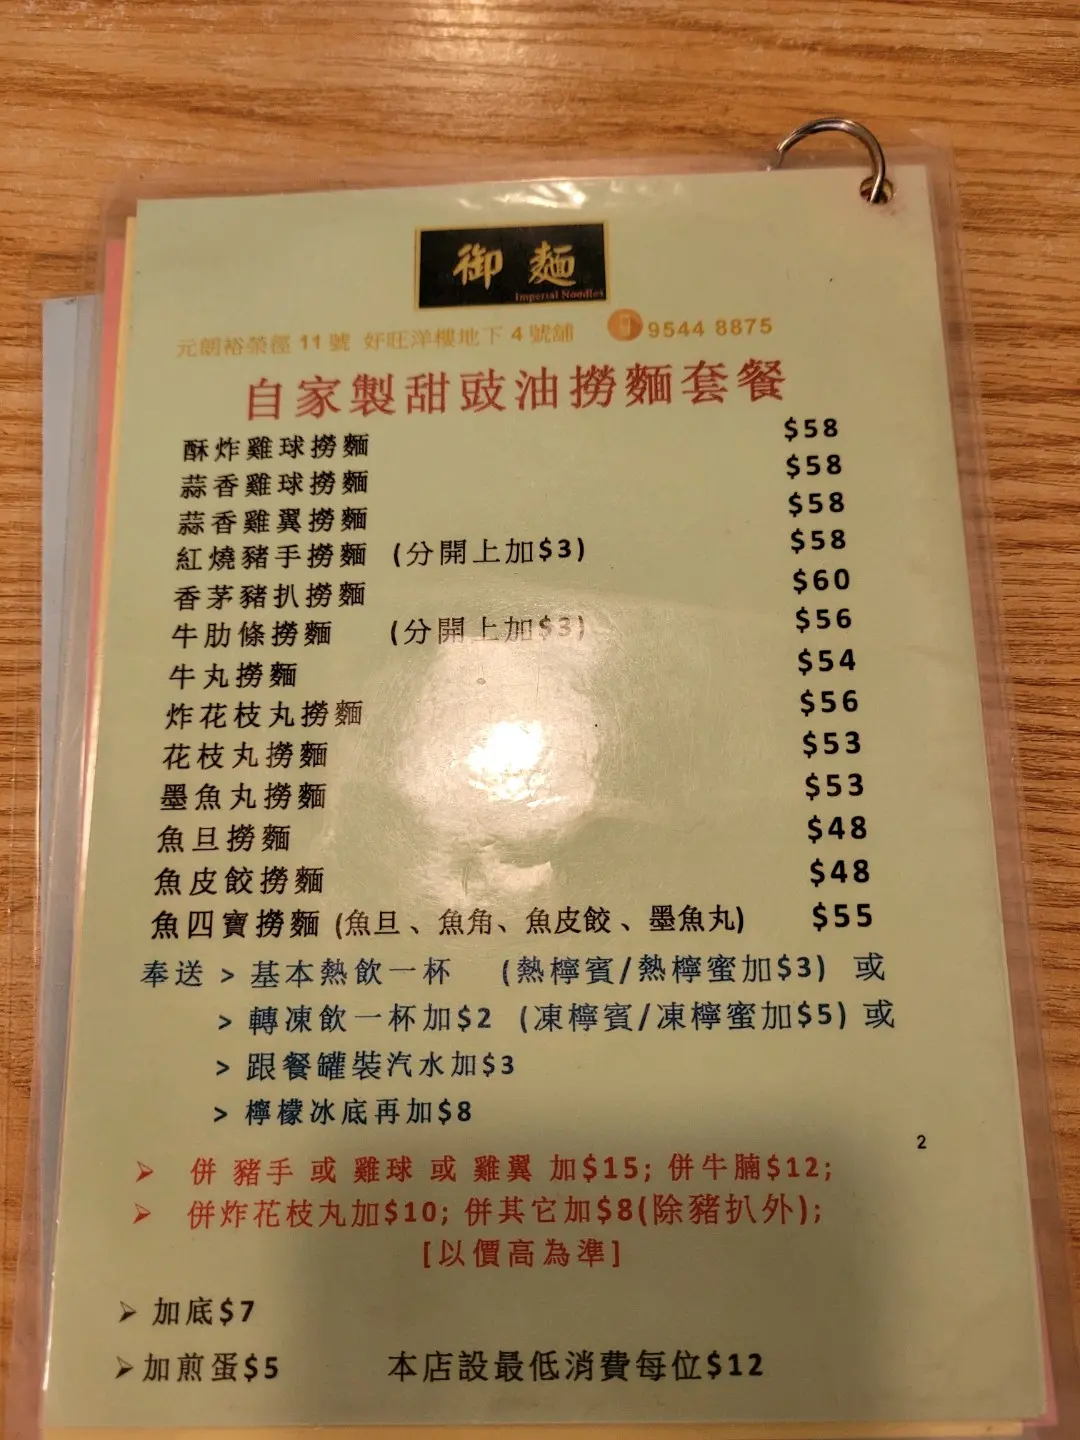 御麵
Imperial Noodles
元朗裕榮徑 11 號 好旺洋樓地下 4 號舖 9544 8875
自家製甜豉油撈麵套餐
酥炸雞球撈麵 $58
蒜香雞球撈麵 $58
蒜香雞翼撈麵 $58
紅燒豬手撈麵 (分開上加$3) $58
香茅豬扒撈麵 $60
牛肋條撈麵 (分開上加$3) $56
牛丸撈麵 $54
炸花枝丸撈麵 $56
花枝丸撈麵 $53
墨魚丸撈麵 $53
魚旦撈麵 $48
魚皮餃撈麵 $48
魚四寶撈麵 (魚旦、魚角、魚皮餃、墨魚丸) $55
奉送 > 基本熱飲一杯 (熱檸賓/熱檸蜜加$3) 或
> 轉凍飲一杯加$2 (凍檸賓/凍檸蜜加$5) 或
> 跟餐罐裝汽水加$3
> 檸檬冰底再加$8
2
➢ 併 豬手 或 雞球 或 雞翼 加$15; 併牛腩$12;
➢ 併炸花枝丸加$10; 併其它加$8(除豬扒外);
[以價高為準]
➢ 加底$7
➢加煎蛋$5 本店設最低消費每位$12